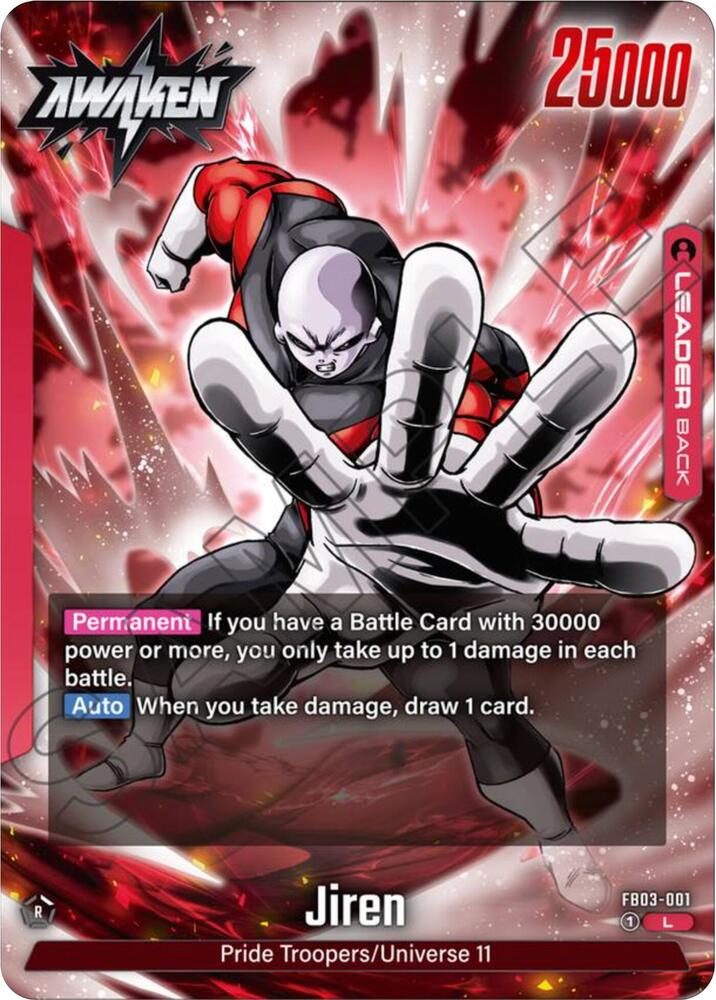 AWAKEN
25000
LEADER BACK
Permanent If you have a Battle Card with 30000
power or more, you only take up to 1 damage in each
battle.
Auto When you take damage, draw 1 card.
SAMPLE
R
Jiren
FB03-001
1 L
Pride Troopers/Universe 11